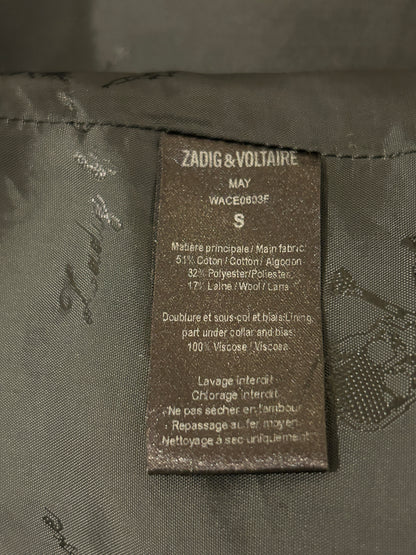 ZADIG & VOLTAIRE
MAY
WACE0603F
S
Matière principale / Main fabric:
51% Coton / Cotton / Algodon
32% Polyester/Poliester
17% Laine / Wool / Lana
Doublure et sous-col et biais/Lining,
part under collar and bias:
100% Viscose / Viscosa
Lavage interdit
Chlorage interdit
Ne pas sécher en tambour
Repassage au fer moyen
Nettoyage à sec uniquement
Zadig